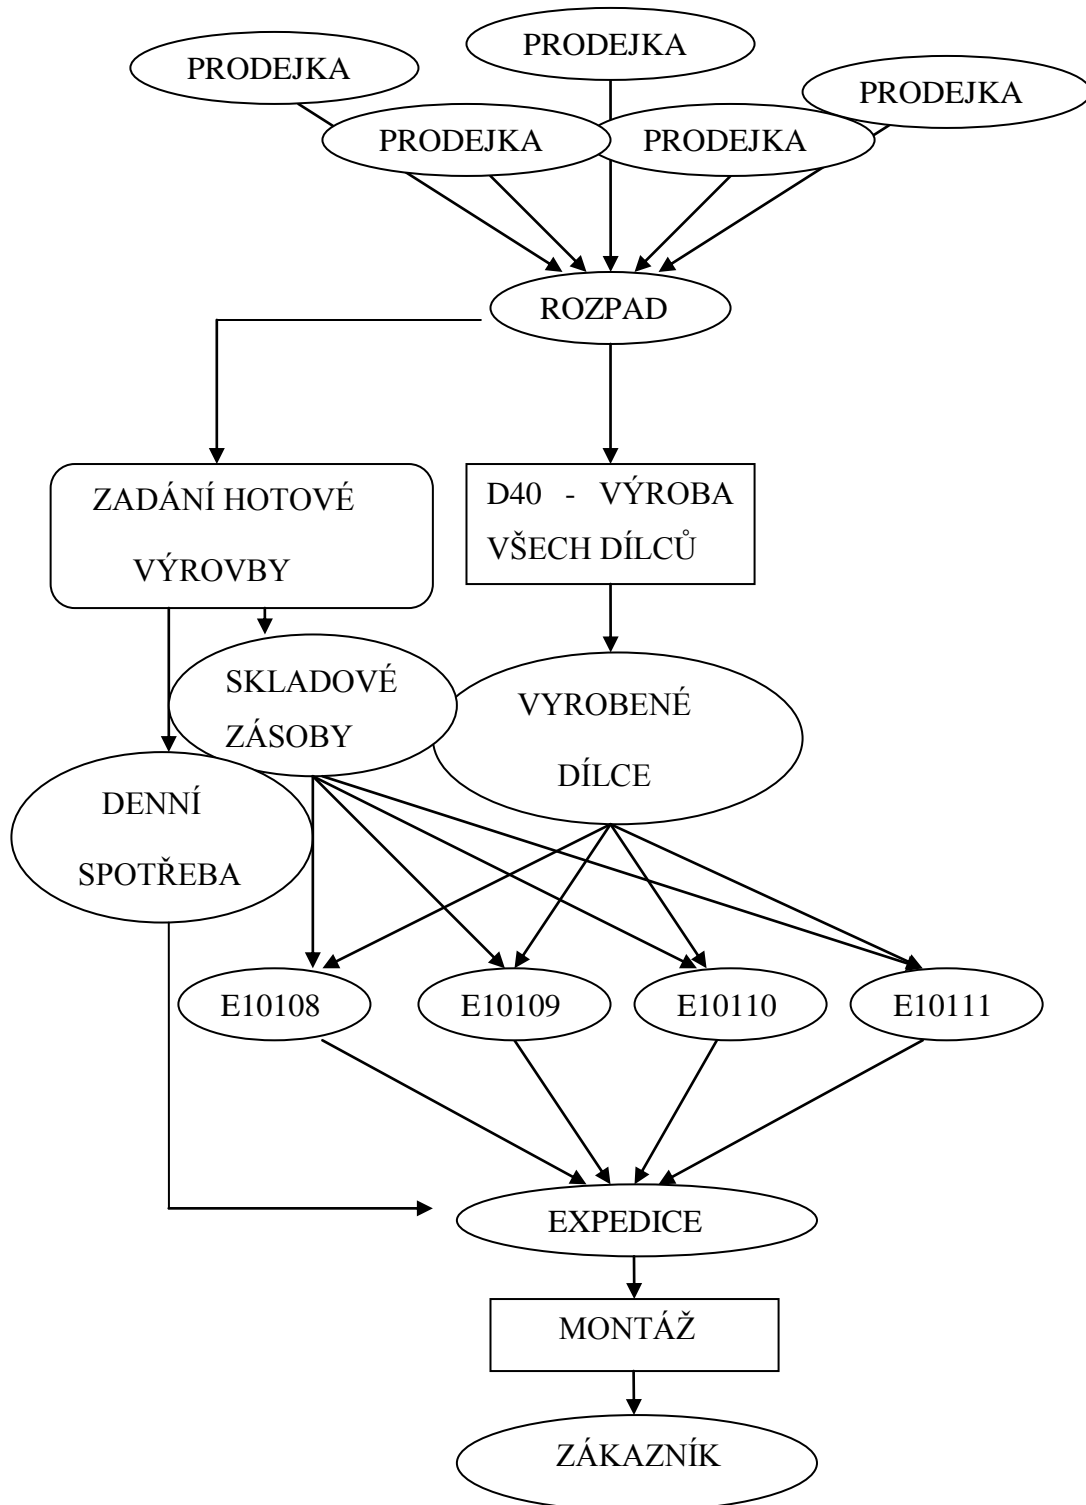 PRODEJKA
PRODEJKA
PRODEJKA
PRODEJKA
PRODEJKA
ROZPAD
ZADÁNÍ HOTOVÉ
VÝROVBY
D40 - VÝROBA
VŠECH DÍLCŮ
SKLADOVÉ
ZÁSOBY
VYROBENÉ
DÍLCE
DENNÍ
SPOTŘEBA
E10108
E10109
E10110
E10111
EXPEDICE
MONTÁŽ
ZÁKAZNÍK